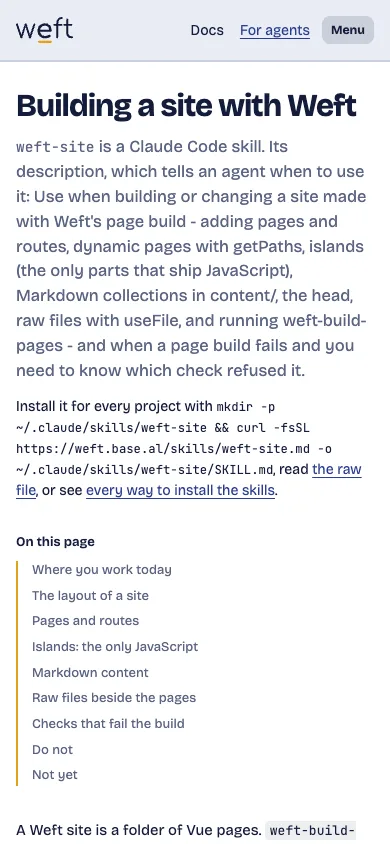 weft
Docs
For agents
Menu
Building a site with Weft
weft-site is a Claude Code skill. Its
description, which tells an agent when to use
it: Use when building or changing a site made
with Weft's page build - adding pages and
routes, dynamic pages with getPaths, islands
(the only parts that ship JavaScript),
Markdown collections in content/, the head,
raw files with useFile, and running weft-build-
pages - and when a page build fails and you
need to know which check refused it.
Install it for every project with mkdir -p
~/.claude/skills/weft-site && curl -fsSL
https://weft.base.al/skills/weft-site.md -o
~/.claude/skills/weft-site/SKILL.md, read the raw
file, or see every way to install the skills.
On this page
Where you work today
The layout of a site
Pages and routes
Islands: the only JavaScript
Markdown content
Raw files beside the pages
Checks that fail the build
Do not
Not yet
A Weft site is a folder of Vue pages. weft-build-